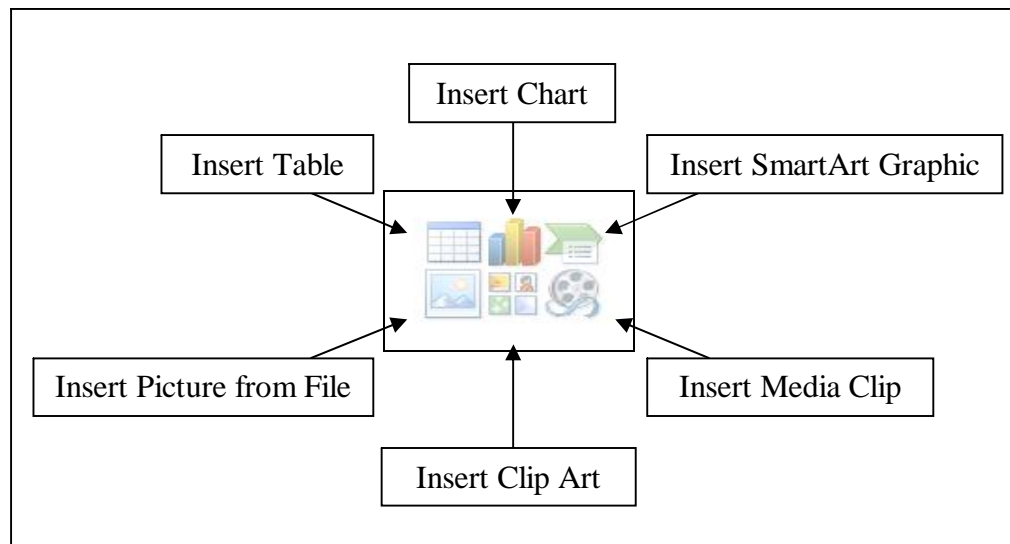 Insert Chart
Insert Table
Insert SmartArt Graphic
Insert Picture from File
Insert Media Clip
Insert Clip Art